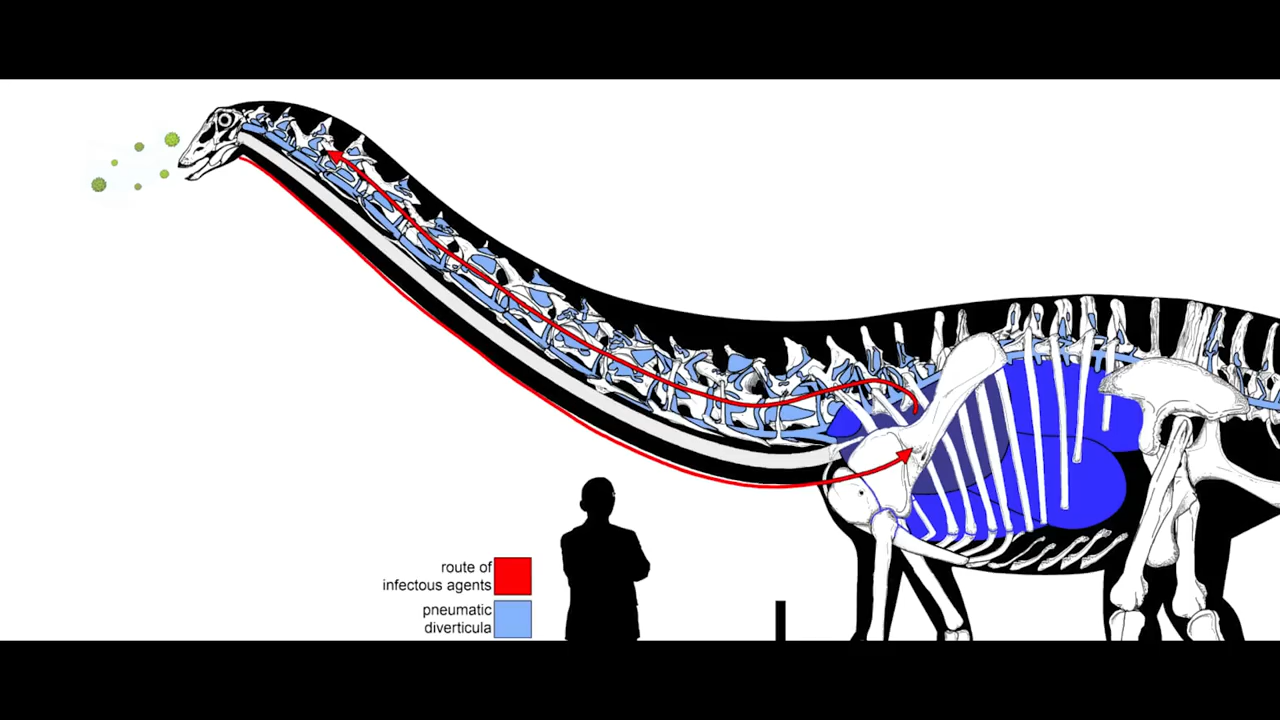 route of
infectous agents
pneumatic
diverticula